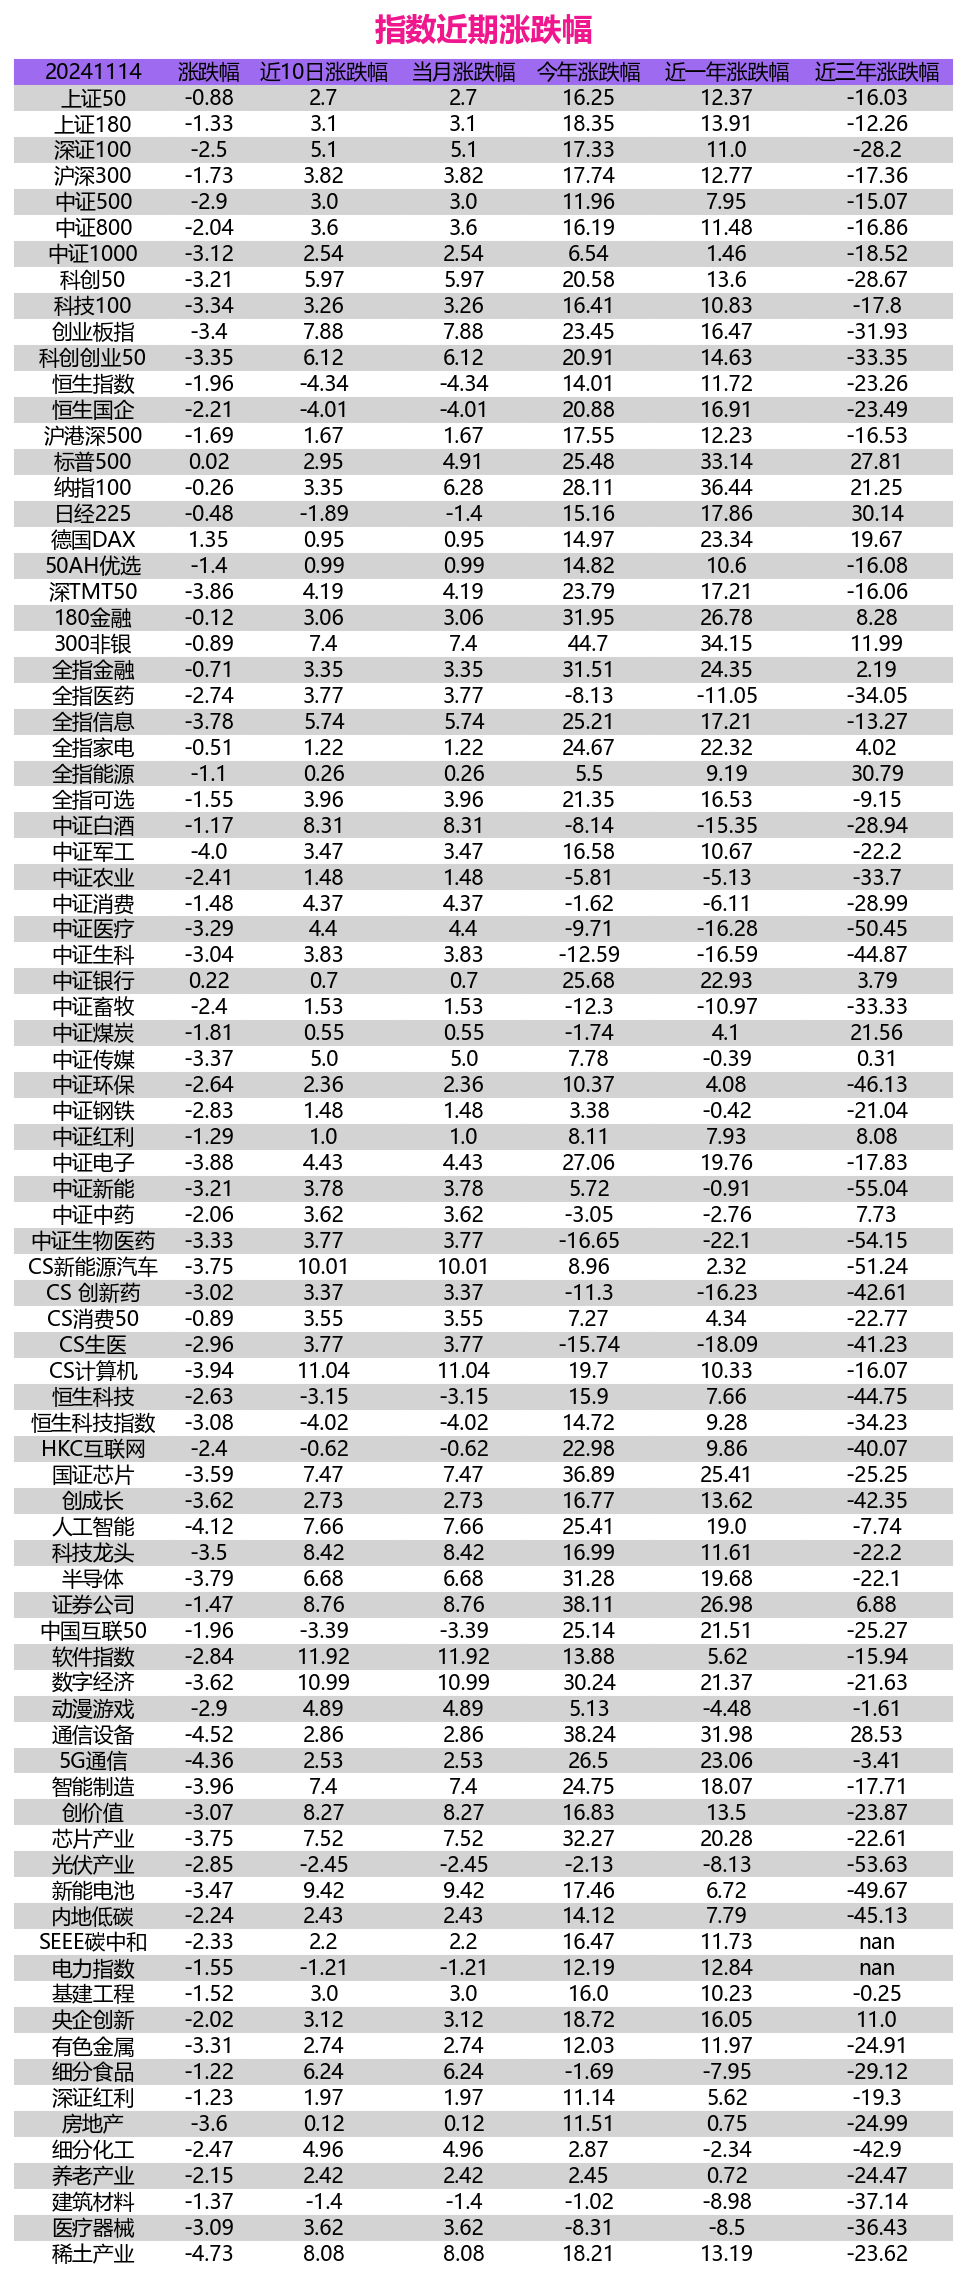 指数近期涨跌幅
20241114 涨跌幅 近10日涨跌幅 当月涨跌幅 今年涨跌幅 近一年涨跌幅 近三年涨跌幅
上证50 -0.88 2.7 2.7 16.25 12.37 -16.03
上证180 -1.33 3.1 3.1 18.35 13.91 -12.26
深证100 -2.5 5.1 5.1 17.33 11.0 -28.2
沪深300 -1.73 3.82 3.82 17.74 12.77 -17.36
中证500 -2.9 3.0 3.0 11.96 7.95 -15.07
中证800 -2.04 3.6 3.6 16.19 11.48 -16.86
中证1000 -3.12 2.54 2.54 6.54 1.46 -18.52
科创50 -3.21 5.97 5.97 20.58 13.6 -28.67
科技100 -3.34 3.26 3.26 16.41 10.83 -17.8
创业板指 -3.4 7.88 7.88 23.45 16.47 -31.93
科创创业50 -3.35 6.12 6.12 20.91 14.63 -33.35
恒生指数 -1.96 -4.34 -4.34 14.01 11.72 -23.26
恒生国企 -2.21 -4.01 -4.01 20.88 16.91 -23.49
沪港深500 -1.69 1.67 1.67 17.55 12.23 -16.53
标普500 0.02 2.95 4.91 25.48 33.14 27.81
纳指100 -0.26 3.35 6.28 28.11 36.44 21.25
日经225 -0.48 -1.89 -1.4 15.16 17.86 30.14
德国DAX 1.35 0.95 0.95 14.97 23.34 19.67
50AH优选 -1.4 0.99 0.99 14.82 10.6 -16.08
深TMT50 -3.86 4.19 4.19 23.79 17.21 -16.06
180金融 -0.12 3.06 3.06 31.95 26.78 8.28
300非银 -0.89 7.4 7.4 44.7 34.15 11.99
全指金融 -0.71 3.35 3.35 31.51 24.35 2.19
全指医药 -2.74 3.77 3.77 -8.13 -11.05 -34.05
全指信息 -3.78 5.74 5.74 25.21 17.21 -13.27
全指家电 -0.51 1.22 1.22 24.67 22.32 4.02
全指能源 -1.1 0.26 0.26 5.5 9.19 30.79
全指可选 -1.55 3.96 3.96 21.35 16.53 -9.15
中证白酒 -1.17 8.31 8.31 -8.14 -15.35 -28.94
中证军工 -4.0 3.47 3.47 16.58 10.67 -22.2
中证农业 -2.41 1.48 1.48 -5.81 -5.13 -33.7
中证消费 -1.48 4.37 4.37 -1.62 -6.11 -28.99
中证医疗 -3.29 4.4 4.4 -9.71 -16.28 -50.45
中证生科 -3.04 3.83 3.83 -12.59 -16.59 -44.87
中证银行 0.22 0.7 0.7 25.68 22.93 3.79
中证畜牧 -2.4 1.53 1.53 -12.3 -10.97 -33.33
中证煤炭 -1.81 0.55 0.55 -1.74 4.1 21.56
中证传媒 -3.37 5.0 5.0 7.78 -0.39 0.31
中证环保 -2.64 2.36 2.36 10.37 4.08 -46.13
中证钢铁 -2.83 1.48 1.48 3.38 -0.42 -21.04
中证红利 -1.29 1.0 1.0 8.11 7.93 8.08
中证电子 -3.88 4.43 4.43 27.06 19.76 -17.83
中证新能 -3.21 3.78 3.78 5.72 -0.91 -55.04
中证中药 -2.06 3.62 3.62 -3.05 -2.76 7.73
中证生物医药 -3.33 3.77 3.77 -16.65 -22.1 -54.15
CS新能源汽车 -3.75 10.01 10.01 8.96 2.32 -51.24
CS 创新药 -3.02 3.37 3.37 -11.3 -16.23 -42.61
CS消费50 -0.89 3.55 3.55 7.27 4.34 -22.77
CS生医 -2.96 3.77 3.77 -15.74 -18.09 -41.23
CS计算机 -3.94 11.04 11.04 19.7 10.33 -16.07
恒生科技 -2.63 -3.15 -3.15 15.9 7.66 -44.75
恒生科技指数 -3.08 -4.02 -4.02 14.72 9.28 -34.23
HKC互联网 -2.4 -0.62 -0.62 22.98 9.86 -40.07
国证芯片 -3.59 7.47 7.47 36.89 25.41 -25.25
创成长 -3.62 2.73 2.73 16.77 13.62 -42.35
人工智能 -4.12 7.66 7.66 25.41 19.0 -7.74
科技龙头 -3.5 8.42 8.42 16.99 11.61 -22.2
半导体 -3.79 6.68 6.68 31.28 19.68 -22.1
证券公司 -1.47 8.76 8.76 38.11 26.98 6.88
中国互联50 -1.96 -3.39 -3.39 25.14 21.51 -25.27
软件指数 -2.84 11.92 11.92 13.88 5.62 -15.94
数字经济 -3.62 10.99 10.99 30.24 21.37 -21.63
动漫游戏 -2.9 4.89 4.89 5.13 -4.48 -1.61
通信设备 -4.52 2.86 2.86 38.24 31.98 28.53
5G通信 -4.36 2.53 2.53 26.5 23.06 -3.41
智能制造 -3.96 7.4 7.4 24.75 18.07 -17.71
创价值 -3.07 8.27 8.27 16.83 13.5 -23.87
芯片产业 -3.75 7.52 7.52 32.27 20.28 -22.61
光伏产业 -2.85 -2.45 -2.45 -2.13 -8.13 -53.63
新能电池 -3.47 9.42 9.42 17.46 6.72 -49.67
内地低碳 -2.24 2.43 2.43 14.12 7.79 -45.13
SEEE碳中和 -2.33 2.2 2.2 16.47 11.73 nan
电力指数 -1.55 -1.21 -1.21 12.19 12.84 nan
基建工程 -1.52 3.0 3.0 16.0 10.23 -0.25
央企创新 -2.02 3.12 3.12 18.72 16.05 11.0
有色金属 -3.31 2.74 2.74 12.03 11.97 -24.91
细分食品 -1.22 6.24 6.24 -1.69 -7.95 -29.12
深证红利 -1.23 1.97 1.97 11.14 5.62 -19.3
房地产 -3.6 0.12 0.12 11.51 0.75 -24.99
细分化工 -2.47 4.96 4.96 2.87 -2.34 -42.9
养老产业 -2.15 2.42 2.42 2.45 0.72 -24.47
建筑材料 -1.37 -1.4 -1.4 -1.02 -8.98 -37.14
医疗器械 -3.09 3.62 3.62 -8.31 -8.5 -36.43
稀土产业 -4.73 8.08 8.08 18.21 13.19 -23.62